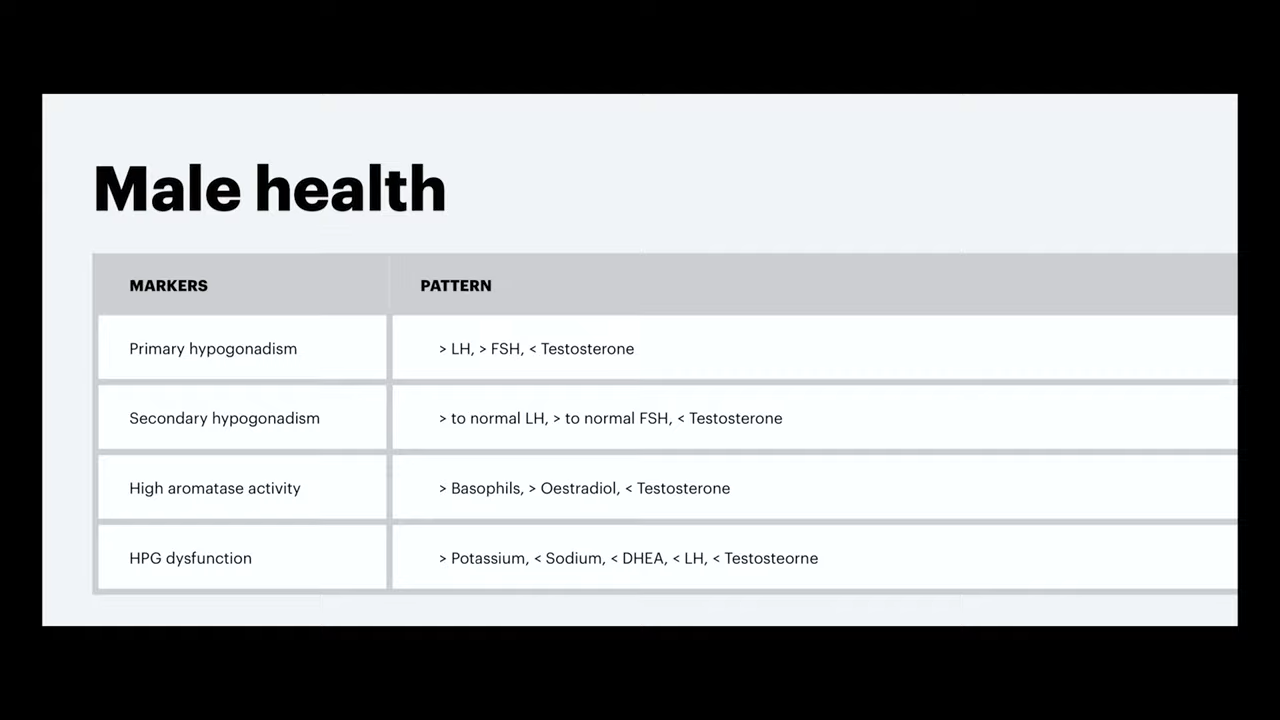 Male health
MARKERS PATTERN
Primary hypogonadism > LH, > FSH, < Testosterone
Secondary hypogonadism > to normal LH, > to normal FSH, < Testosterone
High aromatase activity > Basophils, > Oestradiol, < Testosterone
HPG dysfunction > Potassium, < Sodium, < DHEA, < LH, < Testosteorne